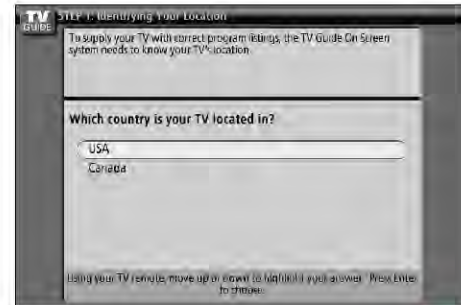 TV
GUIDE
STEP 1: Identifying Your Location
To supply your TV with correct program listings, the TV Guide On Screen
system needs to know your TV's location.
Which country is your TV located in?
USA
Canada
Using your TV remote, move up or down to highlight your answer. Press Enter
to choose.